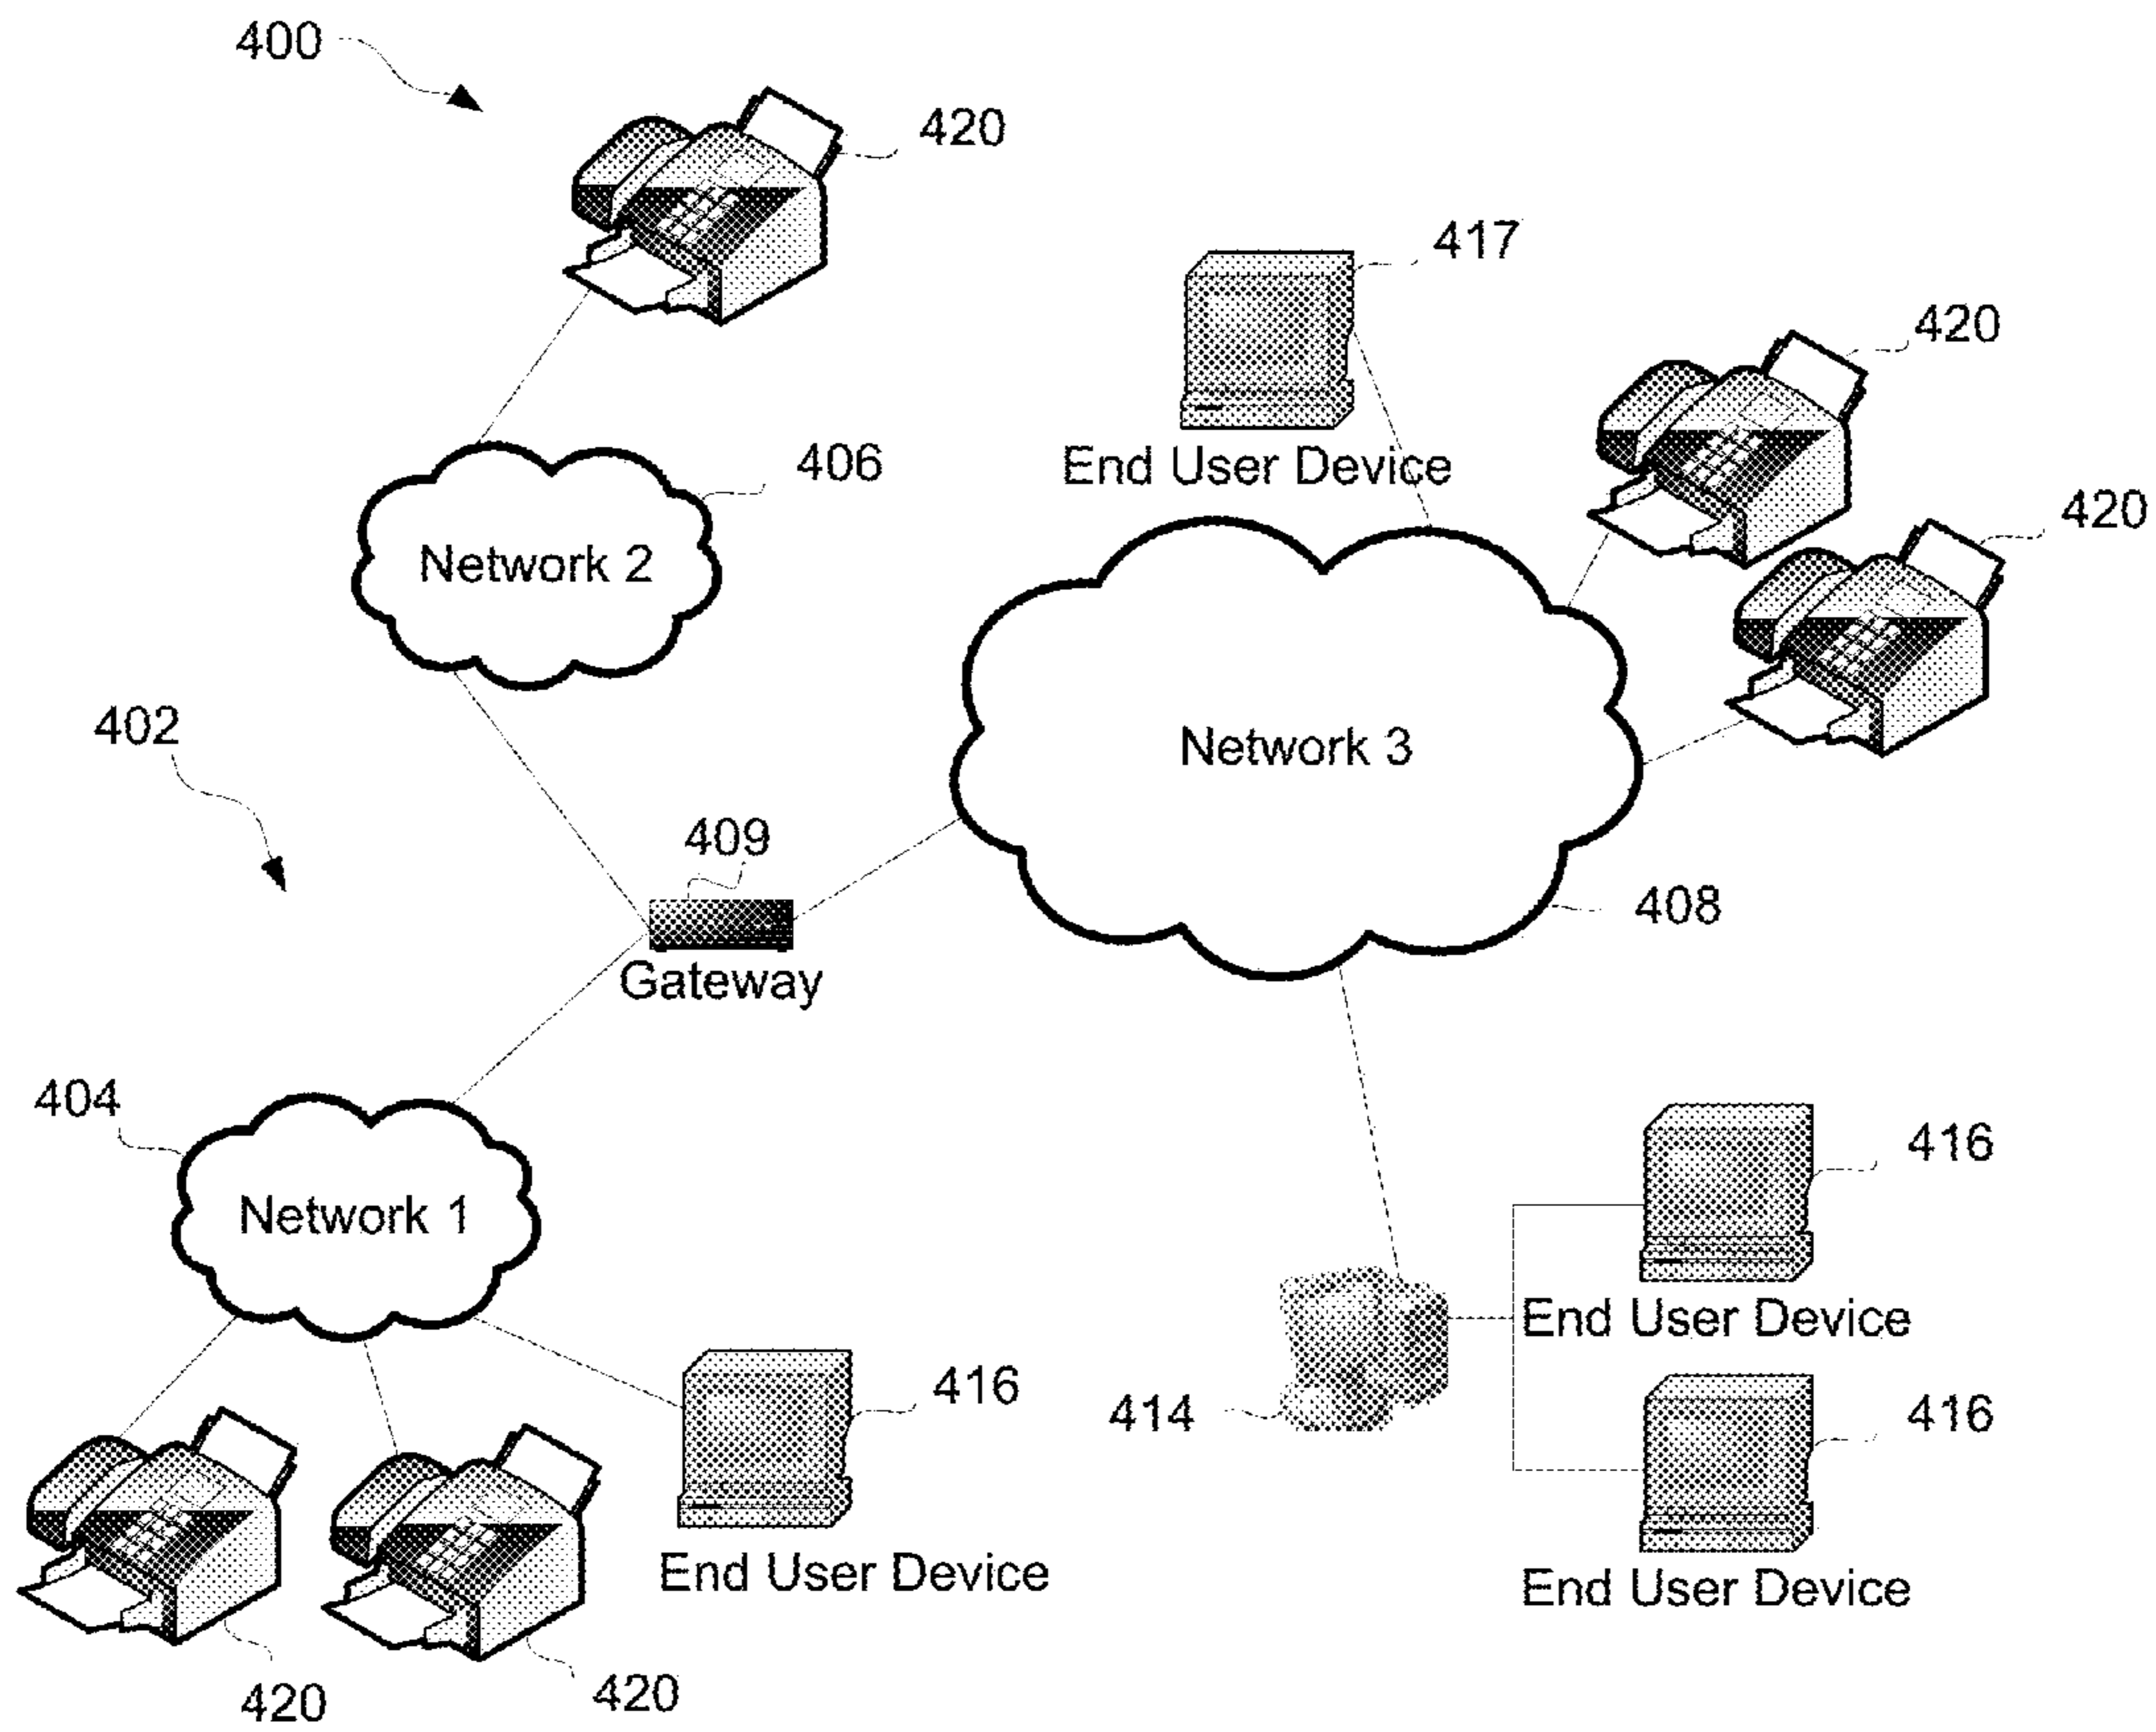 400
420
417
420
End User Device
406
420
Network 2
402
Network 3
409
408
Gateway
404
416
Network 1
End User Device
416
414
416
End User Device
End User Device
420
420